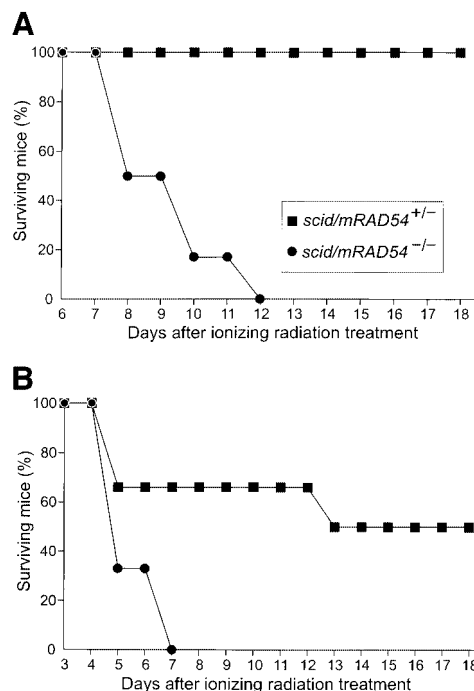 A
100
80
60
40
20
0
Surviving mice (%)
scid/mRAD54+/−
scid/mRAD54−/−
6 7 8 9 10 11 12 13 14 15 16 17 18
Days after ionizing radiation treatment
B
100
80
60
40
20
0
Surviving mice (%)
3 4 5 6 7 8 9 10 11 12 13 14 15 16 17 18
Days after ionizing radiation treatment